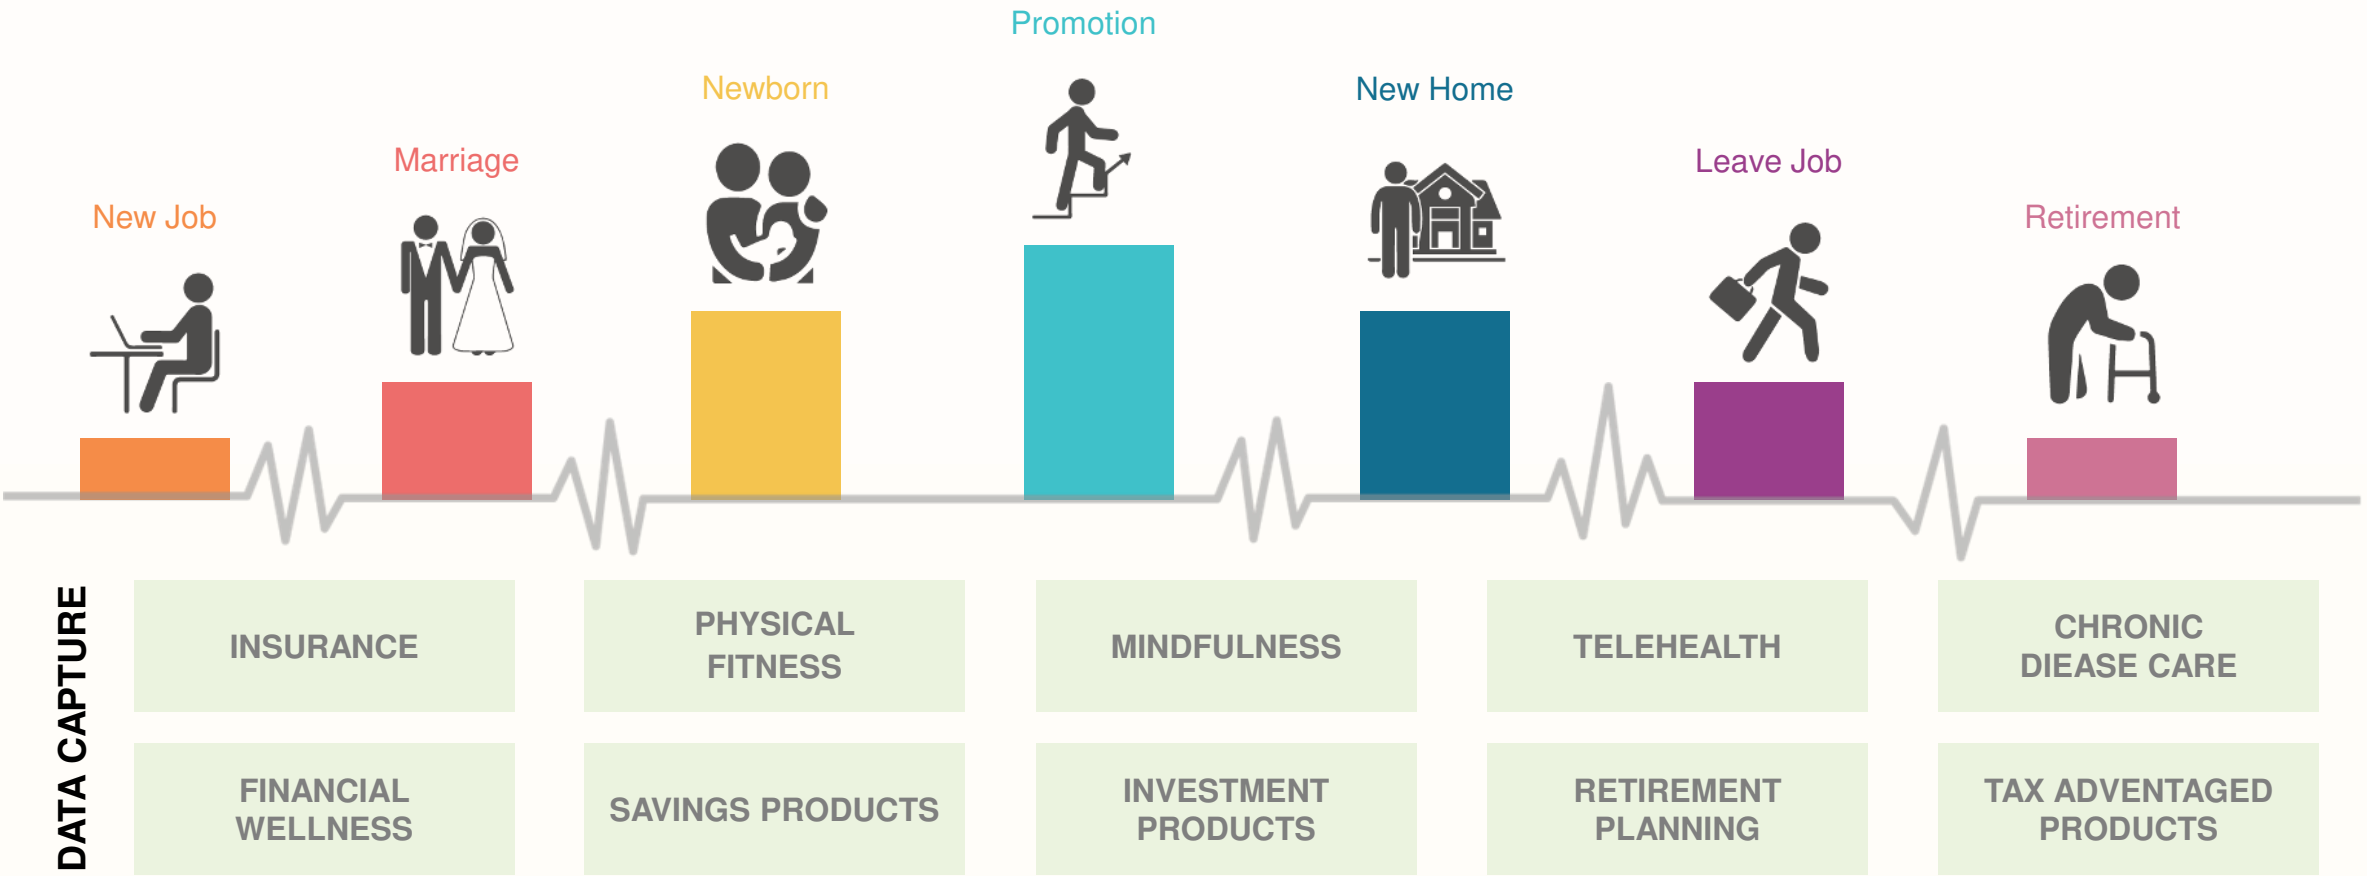 Promotion
Newborn
New Home
Marriage
Leave Job
New Job
Retirement
DATA CAPTURE
INSURANCE
PHYSICAL
FITNESS
MINDFULNESS
TELEHEALTH
CHRONIC
DIEASE CARE
FINANCIAL
WELLNESS
SAVINGS PRODUCTS
INVESTMENT
PRODUCTS
RETIREMENT
PLANNING
TAX ADVENTAGED
PRODUCTS